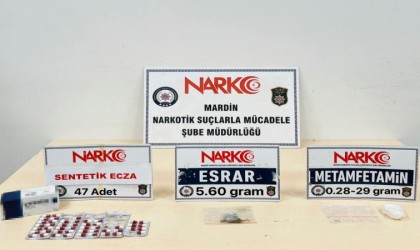 NARKO
MARDİN
NARKOTİK SUÇLARLA MÜCADELE
ŞUBE MÜDÜRLÜĞÜ
NARKO
SENTETİK ECZA
47 Adet
NARKO
ESRAR
5.60 gram
NARKO
METAMFETAMİN
0.28-29 gram